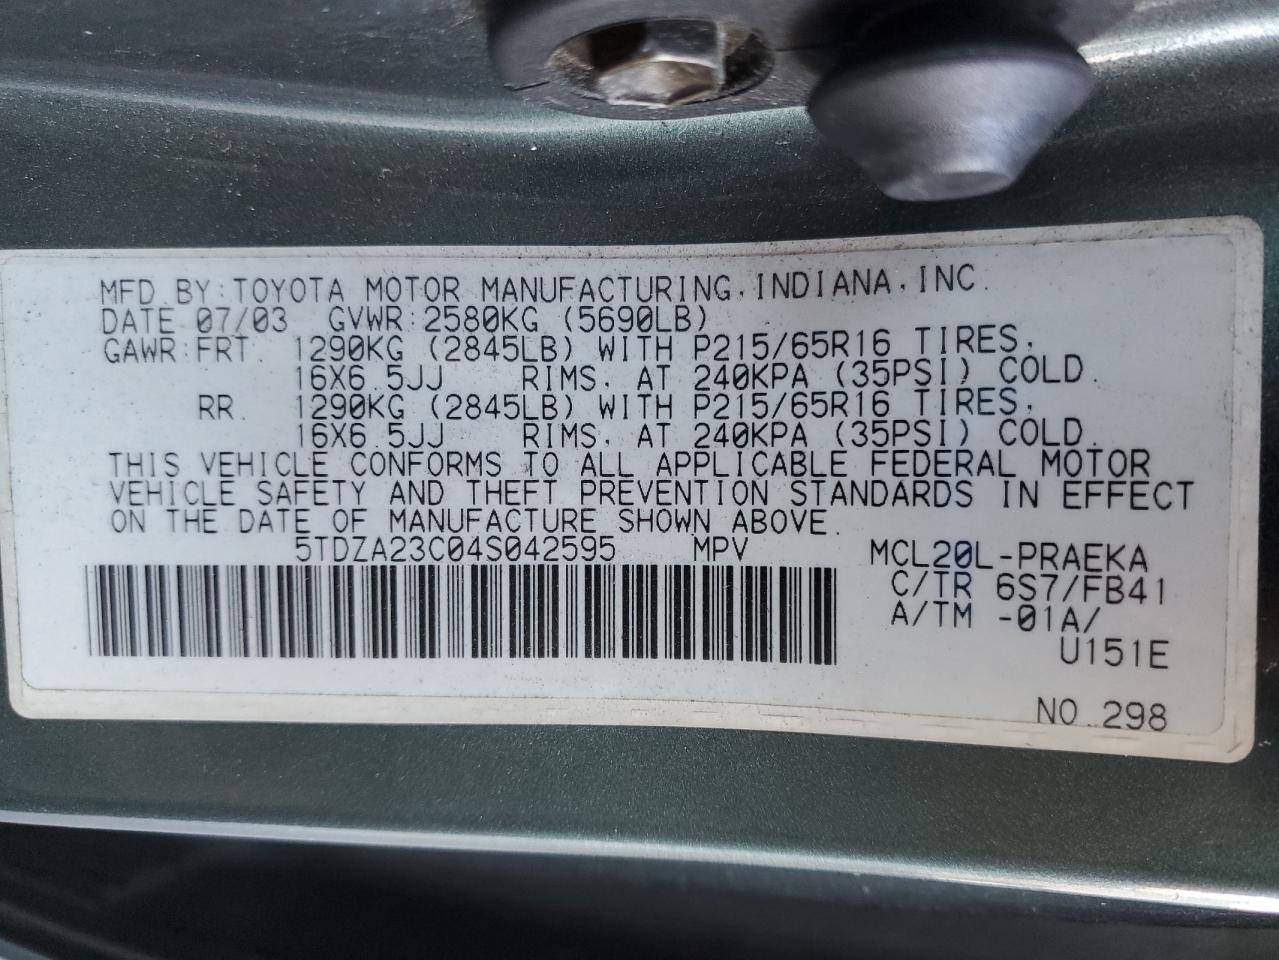 MFD. BY: TOYOTA MOTOR MANUFACTURING, INDIANA, INC.
DATE 07/03 GVWR: 2580KG (5690LB)
GAWR: FRT. 1290KG (2845LB) WITH P215/65R16 TIRES,
16X6.5JJ RIMS, AT 240KPA (35PSI) COLD.
RR. 1290KG (2845LB) WITH P215/65R16 TIRES,
16X6.5JJ RIMS, AT 240KPA (35PSI) COLD.
THIS VEHICLE CONFORMS TO ALL APPLICABLE FEDERAL MOTOR
VEHICLE SAFETY AND THEFT PREVENTION STANDARDS IN EFFECT
ON THE DATE OF MANUFACTURE SHOWN ABOVE.
5TDZA23C04S042595 MPV MCL20L-PRAEKA
C/TR 6S7/FB41
A/TM -01A/
U151E
NO. 298